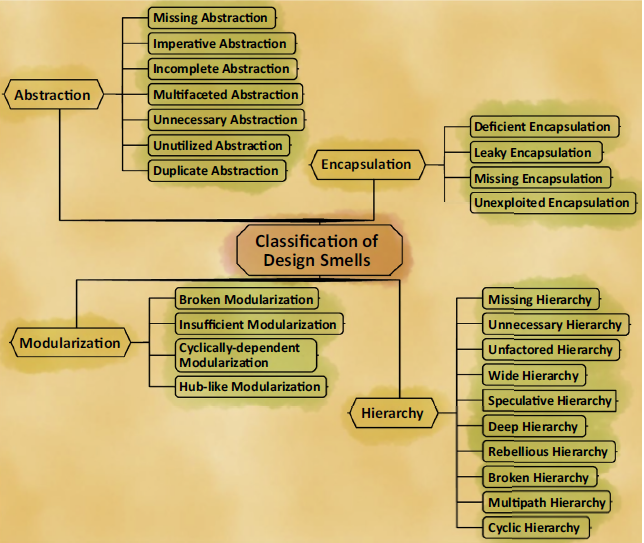 Abstraction
Missing Abstraction
Imperative Abstraction
Incomplete Abstraction
Multifaceted Abstraction
Unnecessary Abstraction
Unutilized Abstraction
Duplicate Abstraction
Encapsulation
Deficient Encapsulation
Leaky Encapsulation
Missing Encapsulation
Unexploited Encapsulation
Classification of
Design Smells
Modularization
Broken Modularization
Insufficient Modularization
Cyclically-dependent
Modularization
Hub-like Modularization
Hierarchy
Missing Hierarchy
Unnecessary Hierarchy
Unfactored Hierarchy
Wide Hierarchy
Speculative Hierarchy
Deep Hierarchy
Rebellious Hierarchy
Broken Hierarchy
Multipath Hierarchy
Cyclic Hierarchy